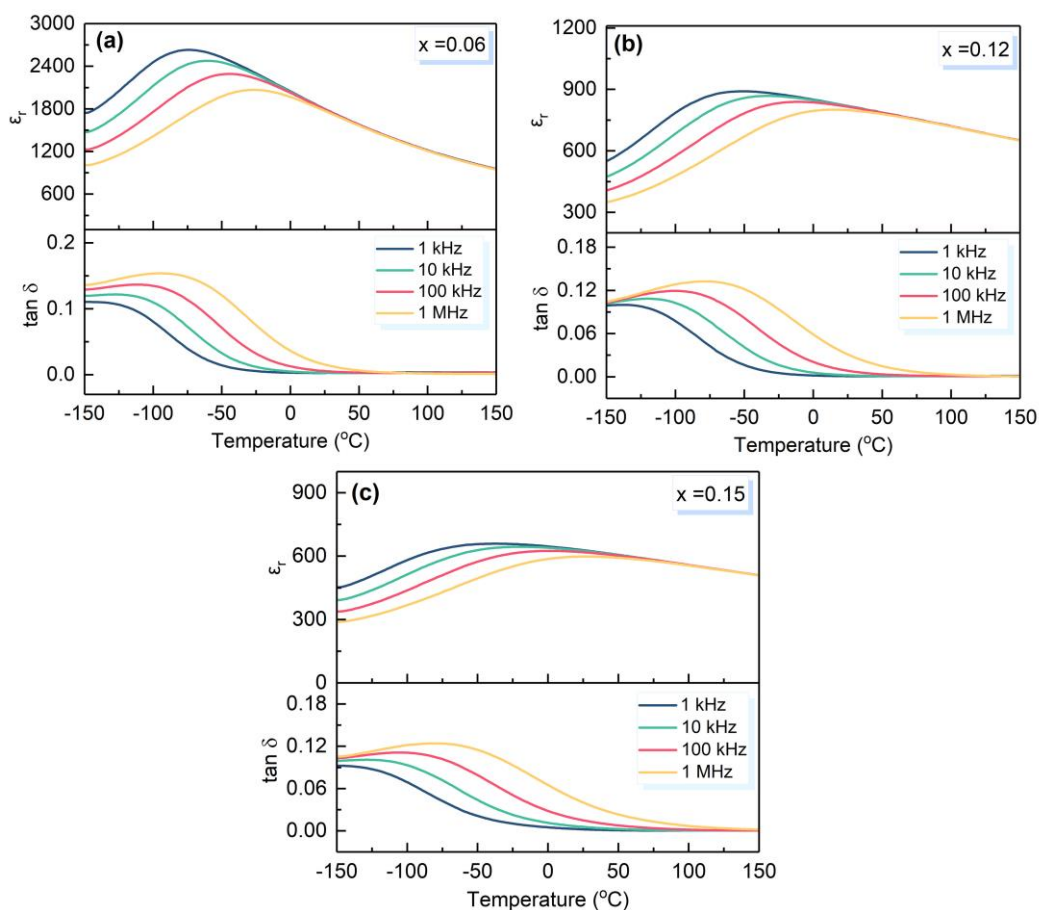 (a)
x =0.06
3000
2400
1800
1200
600
εr
0.2
0.1
0.0
tan δ
1 kHz
10 kHz
100 kHz
1 MHz
-150 -100 -50 0 50 100 150
Temperature (oC)
(b)
x =0.12
1200
900
600
300
εr
0.18
0.12
0.06
0.00
tan δ
1 kHz
10 kHz
100 kHz
1 MHz
-150 -100 -50 0 50 100 150
Temperature (oC)
(c)
x =0.15
900
600
300
0
εr
0.18
0.12
0.06
0.00
tan δ
1 kHz
10 kHz
100 kHz
1 MHz
-150 -100 -50 0 50 100 150
Temperature (oC)